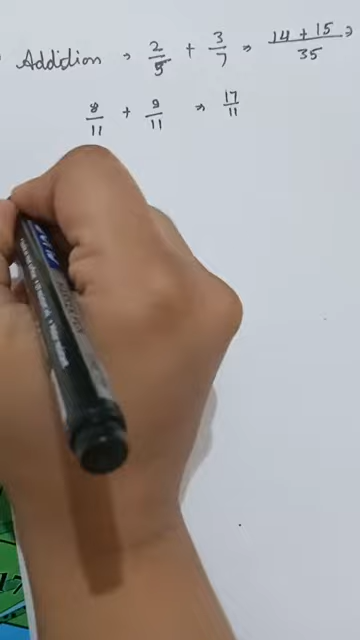 Addition → 2/5 + 3/7 ⇒ 14 + 15/35 ⇒
8/11 + 9/11 ⇒ 17/11